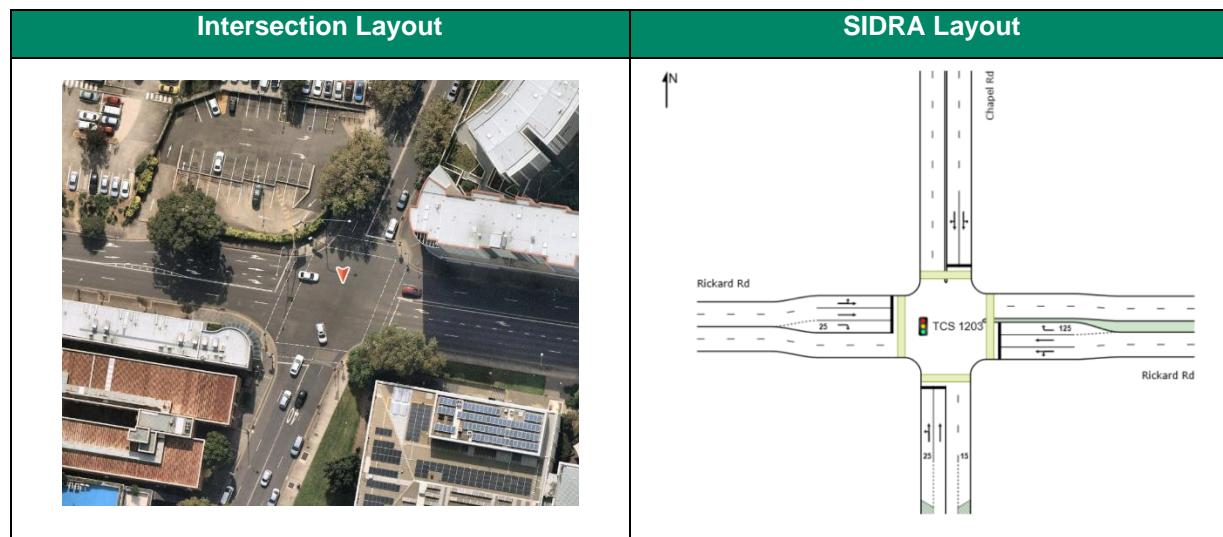 Intersection Layout
SIDRA Layout
N
Chapel Rd
Rickard Rd
25
TCS 1203
125
Rickard Rd
25
15